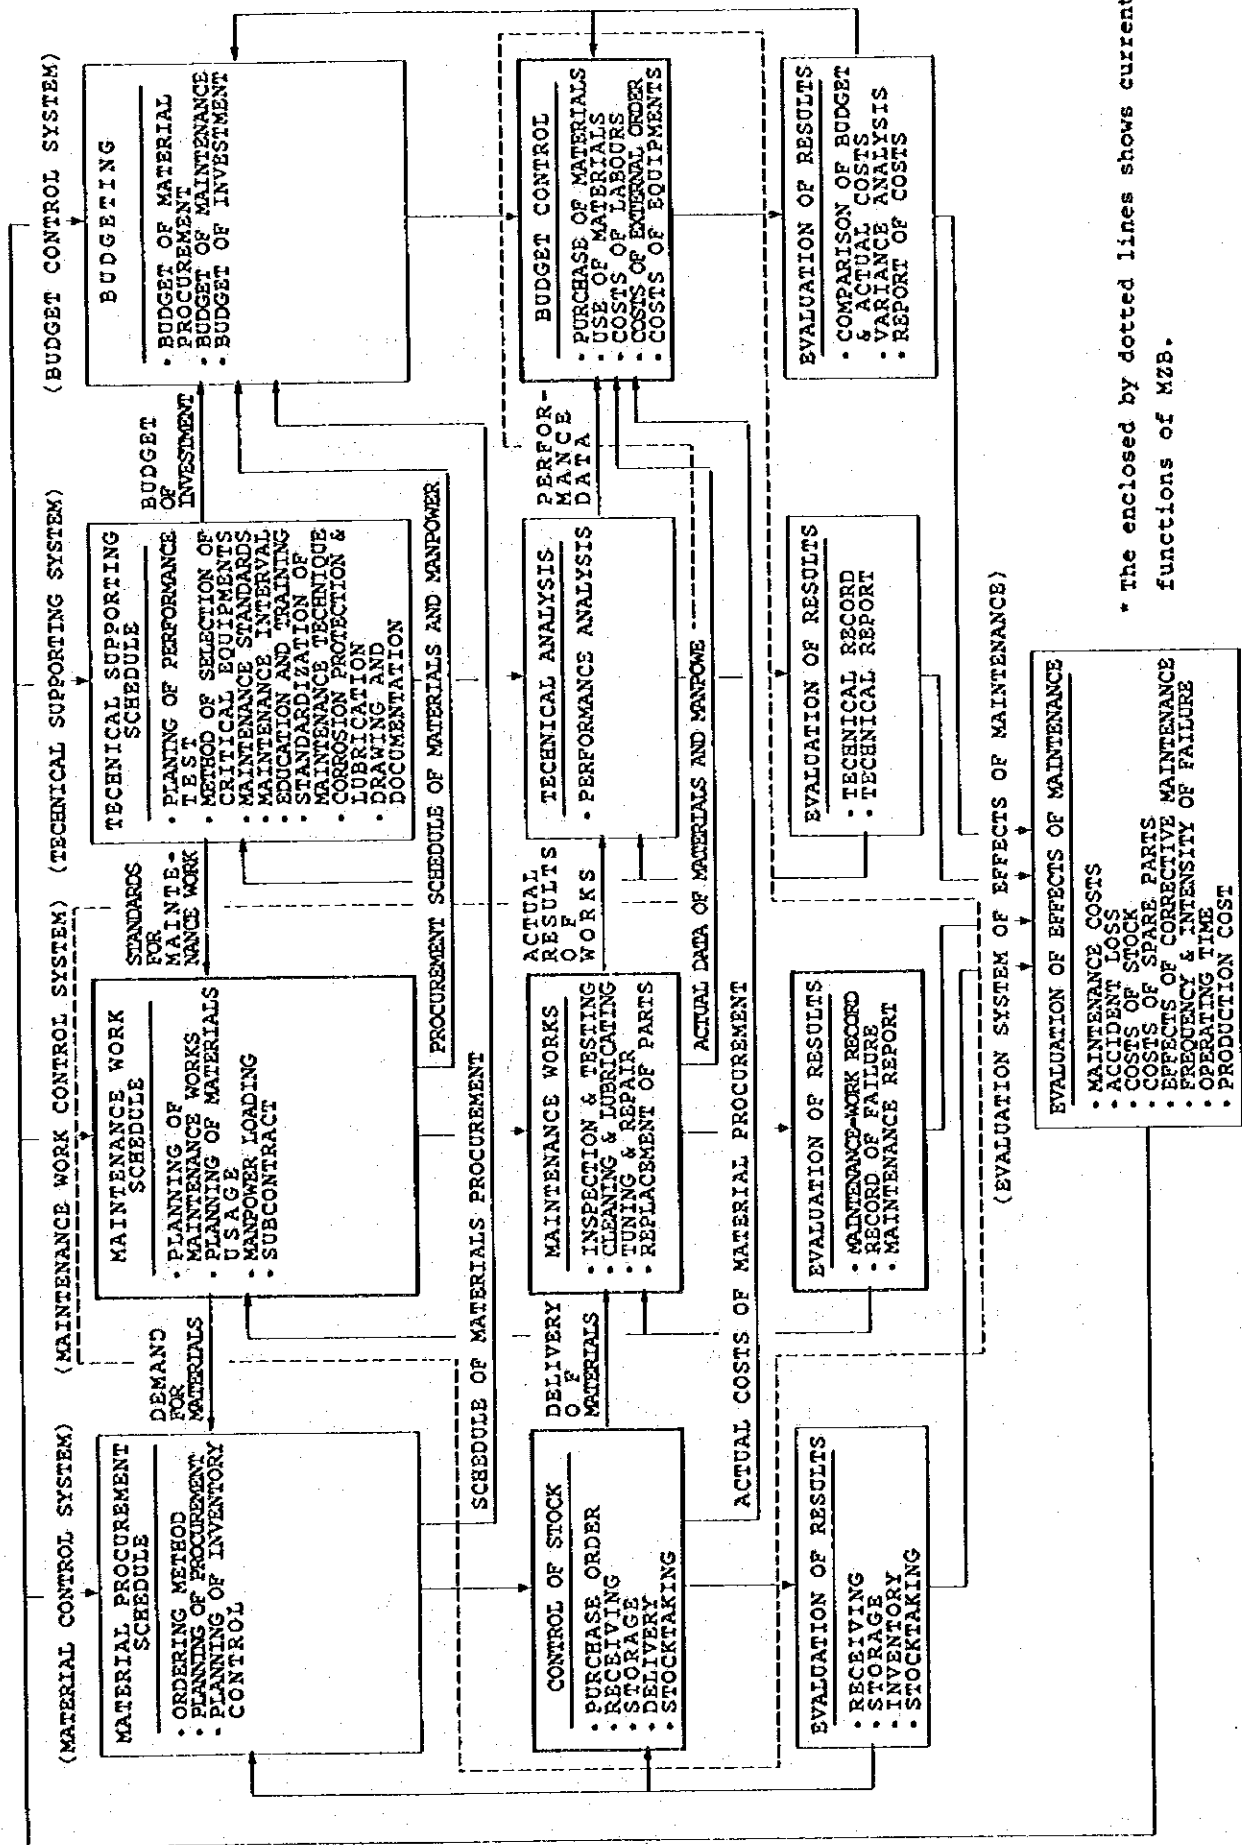 (MATERIAL CONTROL SYSTEM)
(MAINTENANCE WORK CONTROL SYSTEM)
(TECHNICAL SUPPORTING SYSTEM)
(BUDGET CONTROL SYSTEM)
MATERIAL PROCUREMENT
SCHEDULE
• ORDERING METHOD
• PLANNING OF PROCUREMENT
• PLANNING OF INVENTORY
CONTROL
DEMAND
FOR
MATERIALS
MAINTENANCE WORK
SCHEDULE
• PLANNING OF
MAINTENANCE WORKS
• PLANNING OF MATERIALS
USAGE
• MANPOWER LOADING
• SUBCONTRACT
STANDARDS
FOR
MAINTE-
NANCE WORK
TECHNICAL SUPPORTING
SCHEDULE
• PLANING OF PERFORMANCE
TEST
• METHOD OF SELECTION OF
CRITICAL EQUIPMENTS
• MAINTENANCE STANDARDS
• MAINTENANCE INTERVAL
• EDUCATION AND TRAINING
• STANDARDIZATION OF
MAINTENANCE TECHNIQUE
• CORROSION PROTECTION &
LUBRICATION
• DRAWING AND
DOCUMENTATION
BUDGET
OF
INVESTMENT
BUDGETING
• BUDGET OF MATERIAL
PROCUREMENT
• BUDGET OF MAINTENANCE
• BUDGET OF INVESTMENT
PROCUREMENT SCHEDULE OF MATERIALS AND MANPOWER
SCHEDULE OF MATERIALS PROCUREMENT
CONTROL OF STOCK
• PURCHASE ORDER
• RECEIVING
• STORAGE
• DELIVERY
• STOCKTAKING
DELIVERY
OF
MATERIALS
MAINTENANCE WORKS
• INSPECTION & TESTING
• CLEANING & LUBRICATING
• TUNING & REPAIR
• REPLACEMENT OF PARTS
ACTUAL
RESULTS
OF
WORKS
TECHNICAL ANALYSIS
• PERFORMANCE ANALYSIS
PERFOR-
MANCE
DATA
BUDGET CONTROL
• PURCHASE OF MATERIALS
• USE OF MATERIALS
• COSTS OF LABOURS
• COSTS OF EXTERNAL ORDER
• COSTS OF EQUIPMENTS
ACTUAL DATA OF MATERIALS AND MANPOWE
ACTUAL COSTS OF MATERIAL PROCUREMENT
EVALUATION OF RESULTS
• RECEIVING
• STORAGE
• INVENTORY
• STOCKTAKING
EVALUATION OF RESULTS
• MAINTENANCE-WORK RECORD
• RECORD OF FAILURE
• MAINTENANCE REPORT
EVALUATION OF RESULTS
• TECHNICAL RECORD
• TECHNICAL REPORT
EVALUATION OF RESULTS
• COMPARISON OF BUDGET
& ACTUAL COSTS
• VARIANCE ANALYSIS
• REPORT OF COSTS
(EVALUATION SYSTEM OF EFFECTS OF MAINTENANCE)
EVALUATION OF EFFECTS OF MAINTENANCE
• MAINTENANCE COSTS
• ACCIDENT LOSS
• COSTS OF STOCK
• COSTS OF SPARE PARTS
• EFFECTS OF CORRECTIVE MAINTENANCE
• FREQUENCY & INTENSITY OF FAILURE
• OPERATING TIME
• PRODUCTION COST
* The enclosed by dotted lines shows current
functions of MZB.